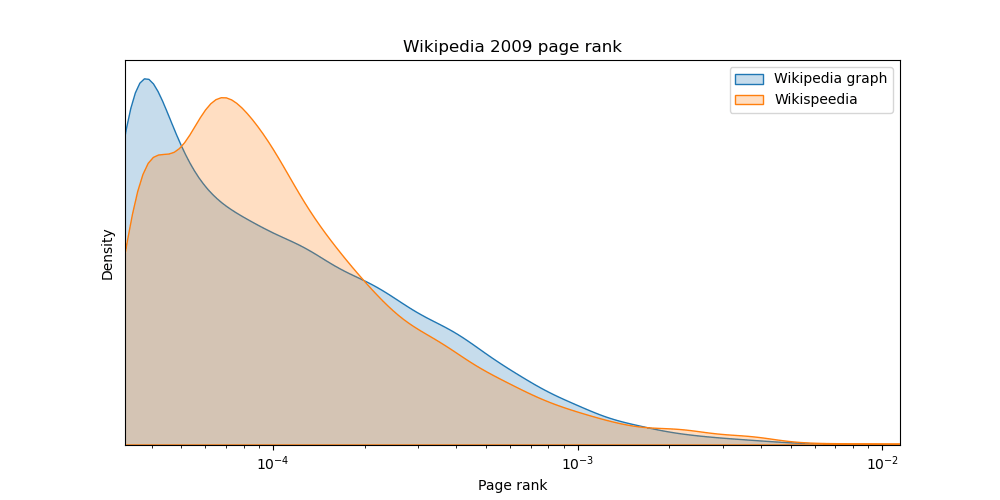 Wikipedia 2009 page rank
Wikipedia graph
Wikispeedia
Density
10⁻⁴
10⁻³
10⁻²
Page rank